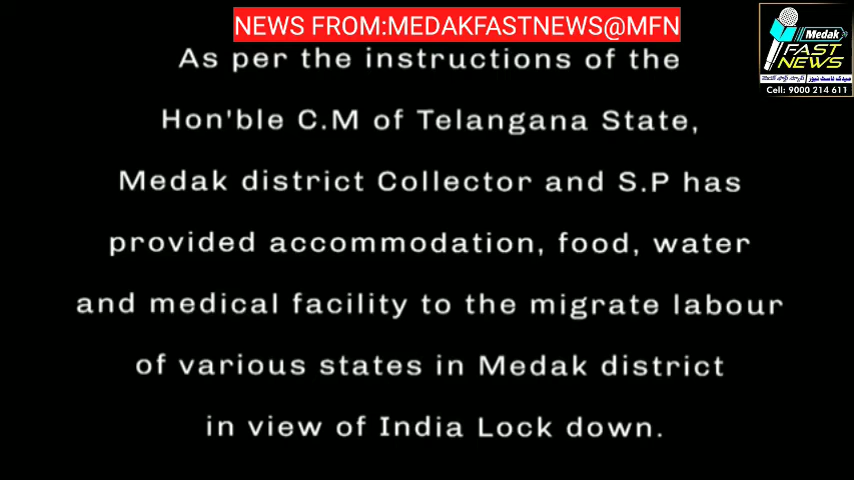 NEWS FROM:MEDAKFASTNEWS@MFN
Medak
FAST
NEWS
Cell: 9000 214 611
As per the instructions of the
Hon'ble C.M of Telangana State,
Medak district Collector and S.P has
provided accommodation, food, water
and medical facility to the migrate labour
of various states in Medak district
in view of India Lock down.